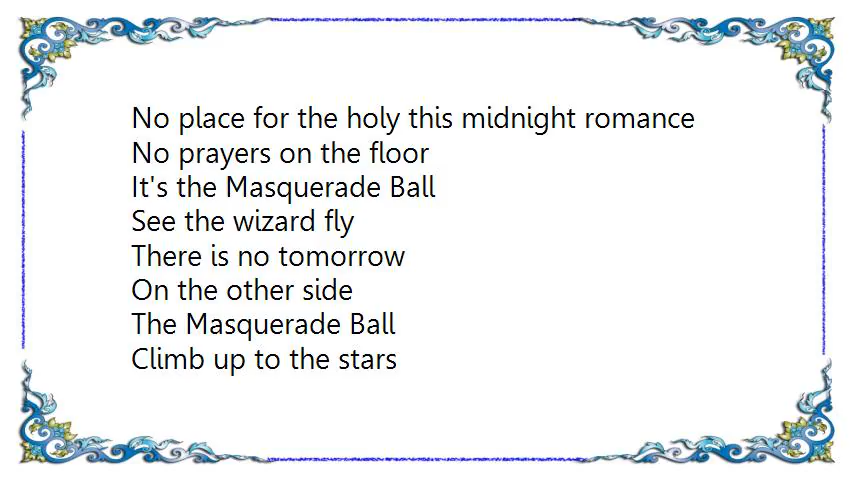 No place for the holy this midnight romance
No prayers on the floor
It's the Masquerade Ball
See the wizard fly
There is no tomorrow
On the other side
The Masquerade Ball
Climb up to the stars